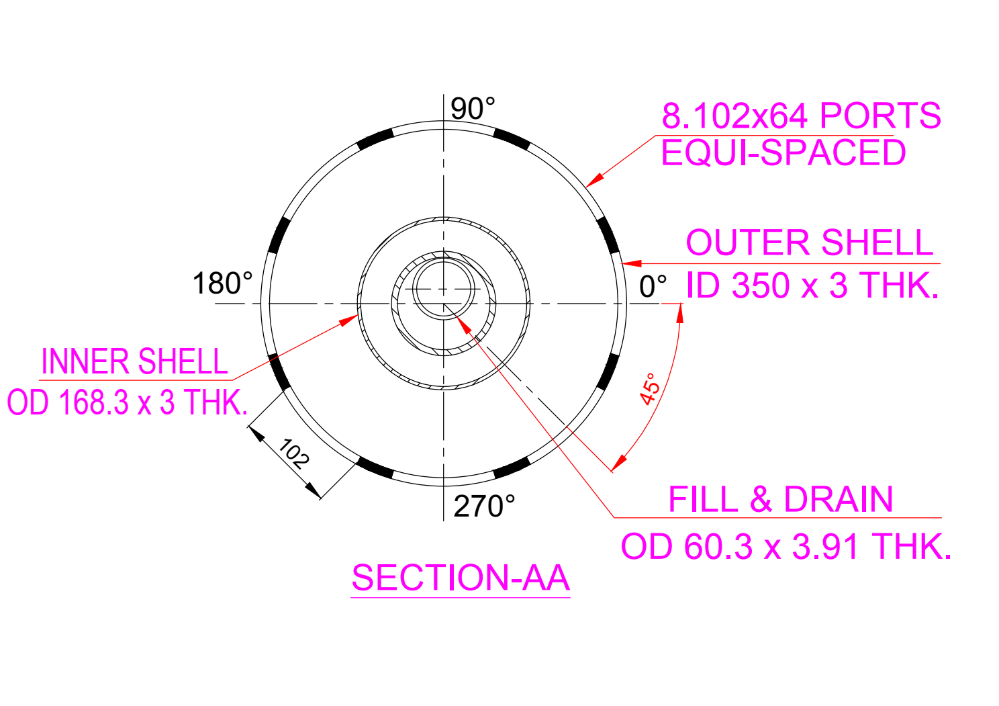 90°
8.102x64 PORTS
EQUI-SPACED
OUTER SHELL
ID 350 x 3 THK.
180°
0°
INNER SHELL
OD 168.3 x 3 THK.
45°
102
270°
FILL & DRAIN
OD 60.3 x 3.91 THK.
SECTION-AA